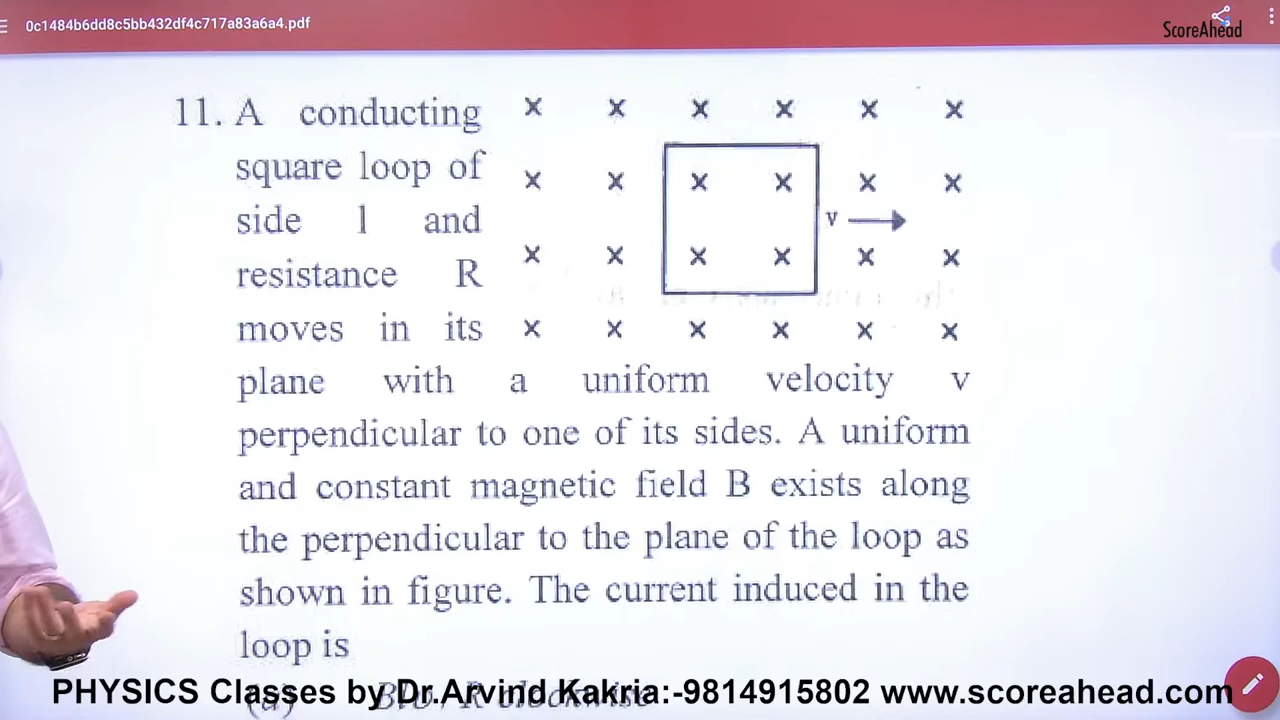 0c1484b6dd8c5bb432df4c717a83a6a4.pdf
ScoreAhead
11. A conducting
square loop of
side l and
resistance R
moves in its
plane with a uniform velocity v
perpendicular to one of its sides. A uniform
and constant magnetic field B exists along
the perpendicular to the plane of the loop as
shown in figure. The current induced in the
loop is
x x x x x x
x x x x x x
v
x x x x x x
x x x x x x
(a) Blv/R clockwise
PHYSICS Classes by Dr.Arvind Kakria:-9814915802 www.scoreahead.com